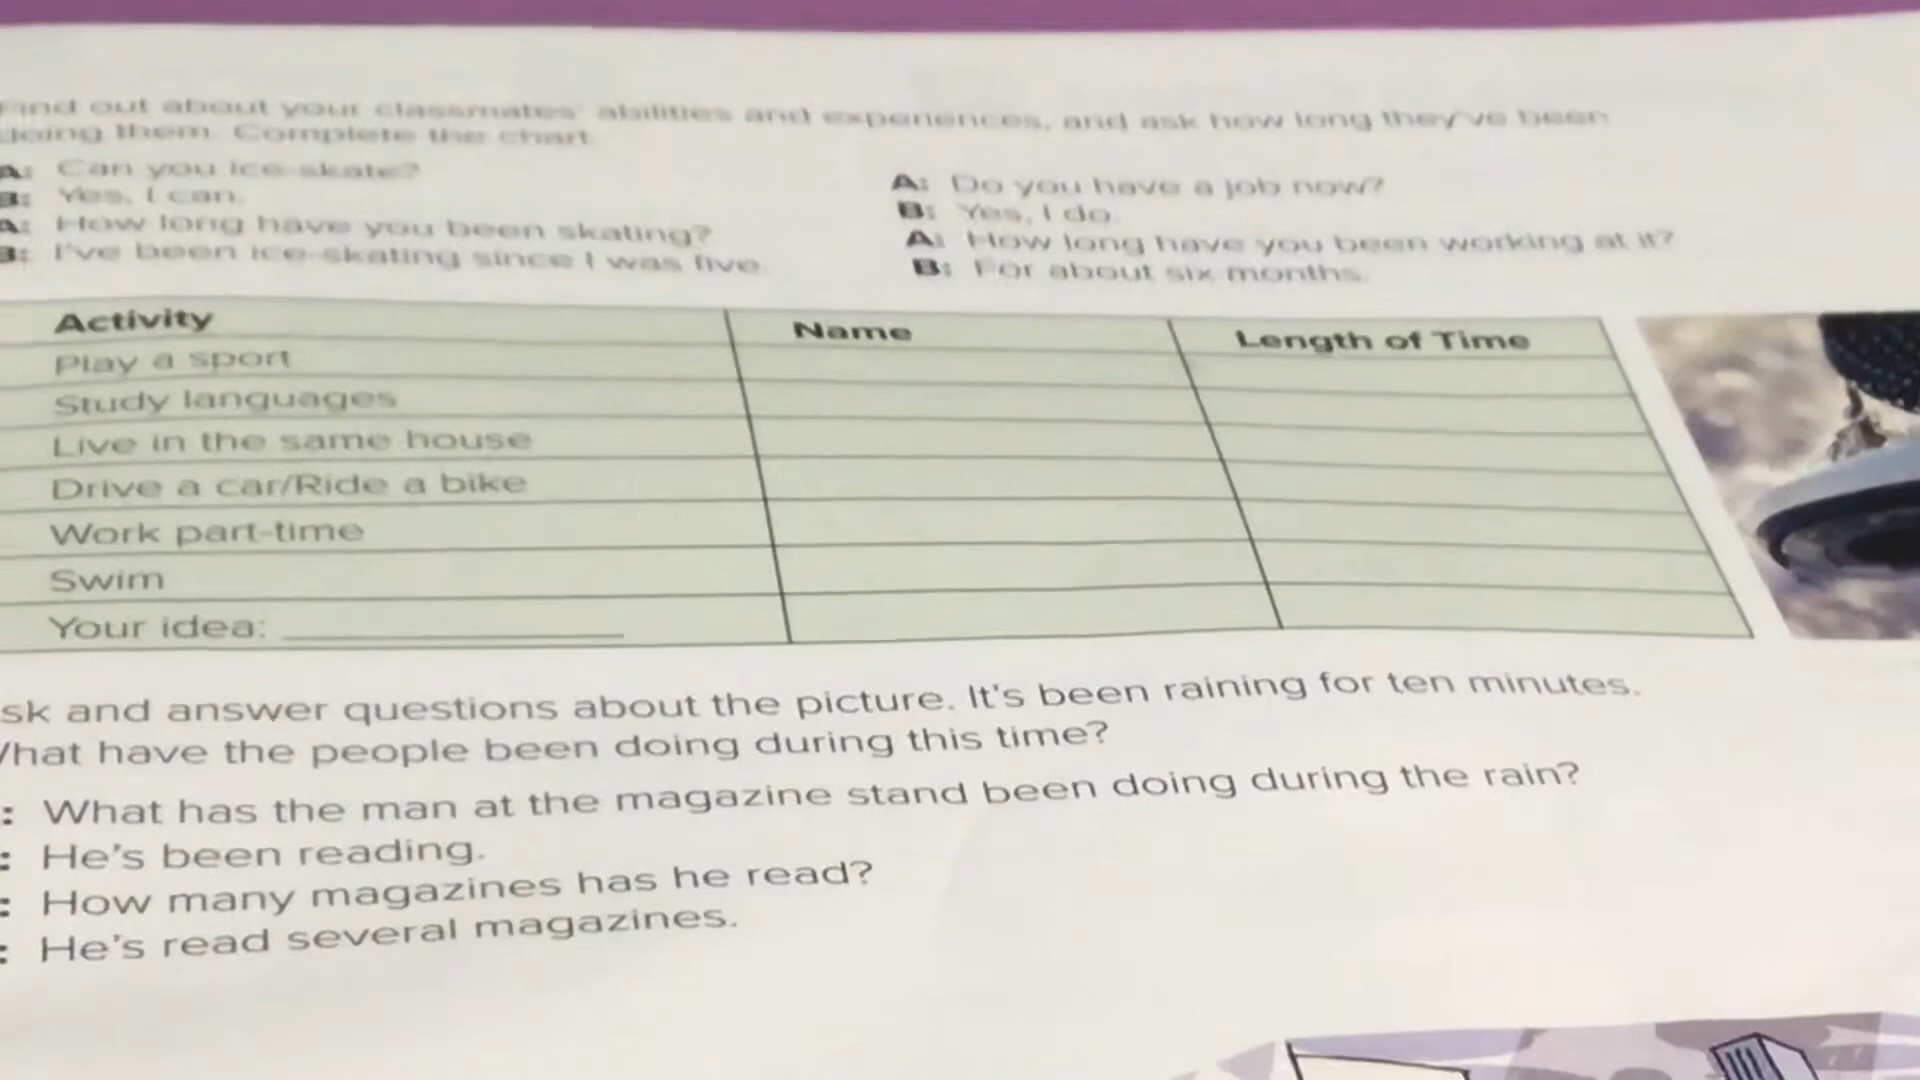 Find out about your classmates' abilities and experiences, and ask how long they've been
doing them. Complete the chart.
A: Can you ice-skate?
B: Yes, I can.
A: How long have you been skating?
B: I've been ice-skating since I was five.
A: Do you have a job now?
B: Yes, I do.
A: How long have you been working at it?
B: For about six months.
Activity Name Length of Time
Play a sport
Study languages
Live in the same house
Drive a car/Ride a bike
Work part-time
Swim
Your idea: ____________________
sk and answer questions about the picture. It's been raining for ten minutes.
hat have the people been doing during this time?
: What has the man at the magazine stand been doing during the rain?
: He's been reading.
: How many magazines has he read?
: He's read several magazines.